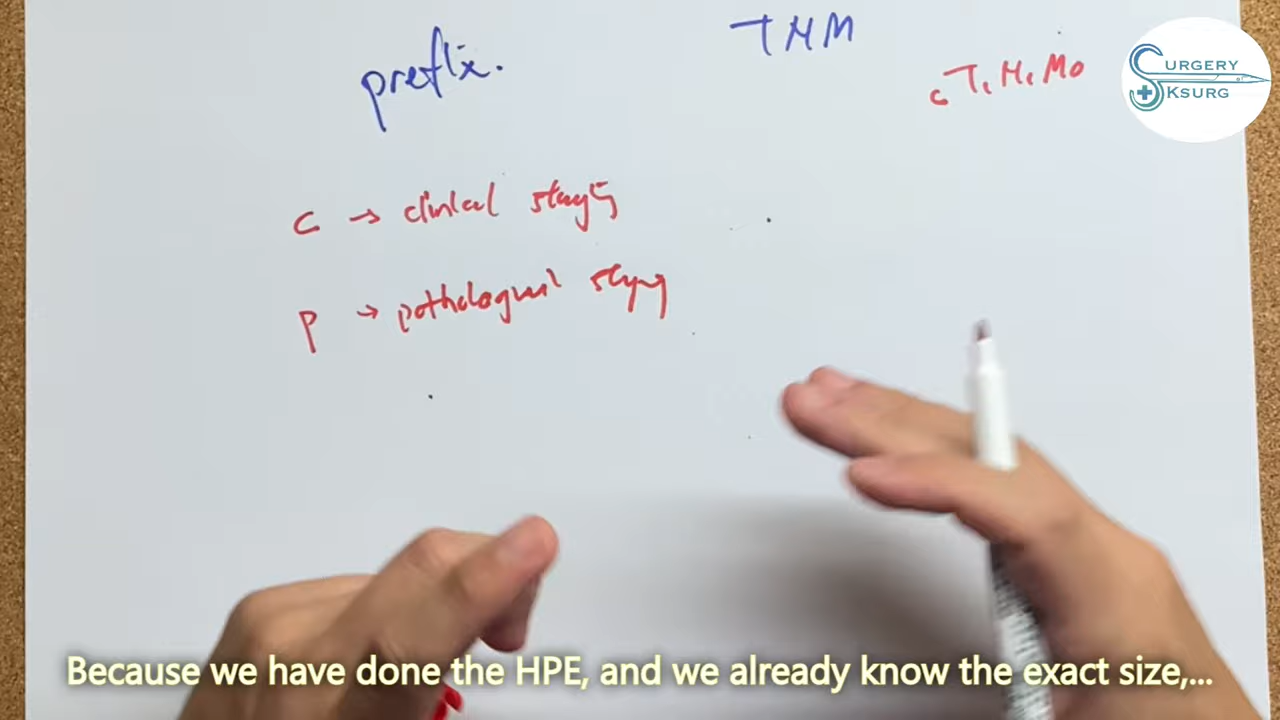 prefix.
TNM
cT1N1M0
SURGERY
SKSURG
c → clinical staging
p → pathological staging
Because we have done the HPE, and we already know the exact size,...